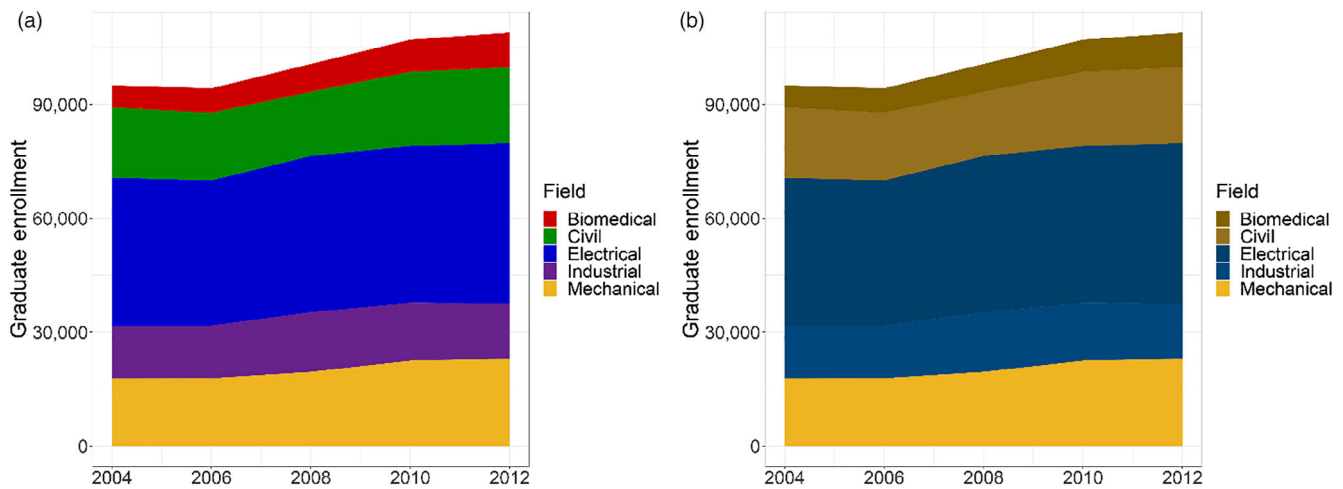 (a)
Graduate enrollment
90,000
60,000
30,000
0
2004 2006 2008 2010 2012
Field
Biomedical
Civil
Electrical
Industrial
Mechanical
(b)
Graduate enrollment
90,000
60,000
30,000
0
2004 2006 2008 2010 2012
Field
Biomedical
Civil
Electrical
Industrial
Mechanical